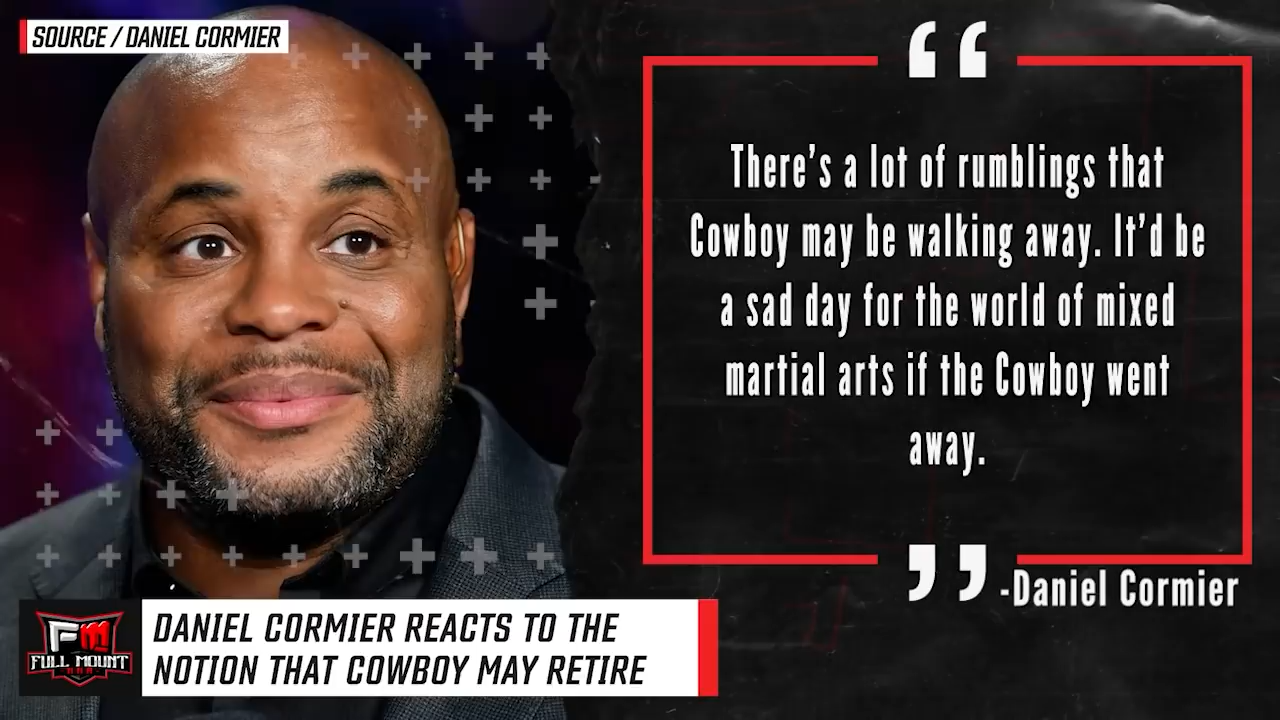 SOURCE / DANIEL CORMIER
“
There’s a lot of rumblings that
Cowboy may be walking away. It’d be
a sad day for the world of mixed
martial arts if the Cowboy went
away.
”
-Daniel Cormier
FM
FULL MOUNT
DANIEL CORMIER REACTS TO THE
NOTION THAT COWBOY MAY RETIRE